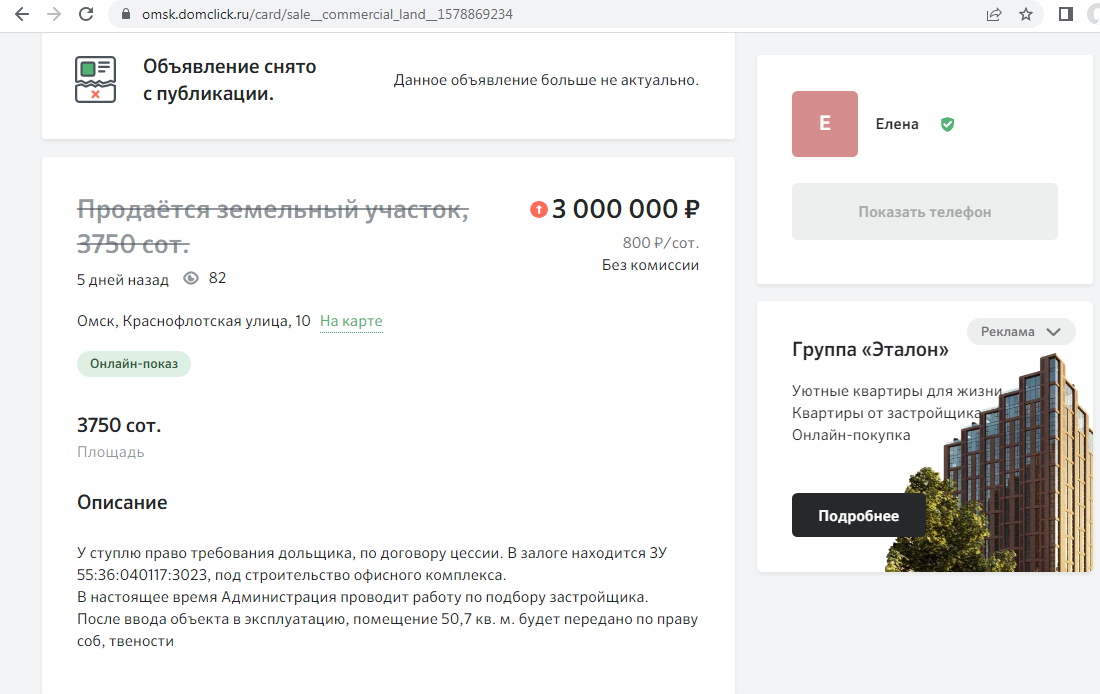 omsk.domclick.ru/card/sale__commercial_land__1578869234
Объявление снято
с публикации.
Данное объявление больше не актуально.
Продаётся земельный участок,
3750 сот.
3 000 000 ₽
800 ₽/сот.
Без комиссии
5 дней назад 82
Омск, Краснофлотская улица, 10 На карте
Онлайн-показ
3750 сот.
Площадь
Описание
У ступлю право требования дольщика, по договору цессии. В залоге находится ЗУ
55:36:040117:3023, под строительство офисного комплекса.
В настоящее время Администрация проводит работу по подбору застройщика.
После ввода объекта в эксплуатацию, помещение 50,7 кв. м. будет передано по праву
соб, твености
Е
Елена
Показать телефон
Реклама
Группа «Эталон»
Уютные квартиры для жизни
Квартиры от застройщика
Онлайн-покупка
Подробнее